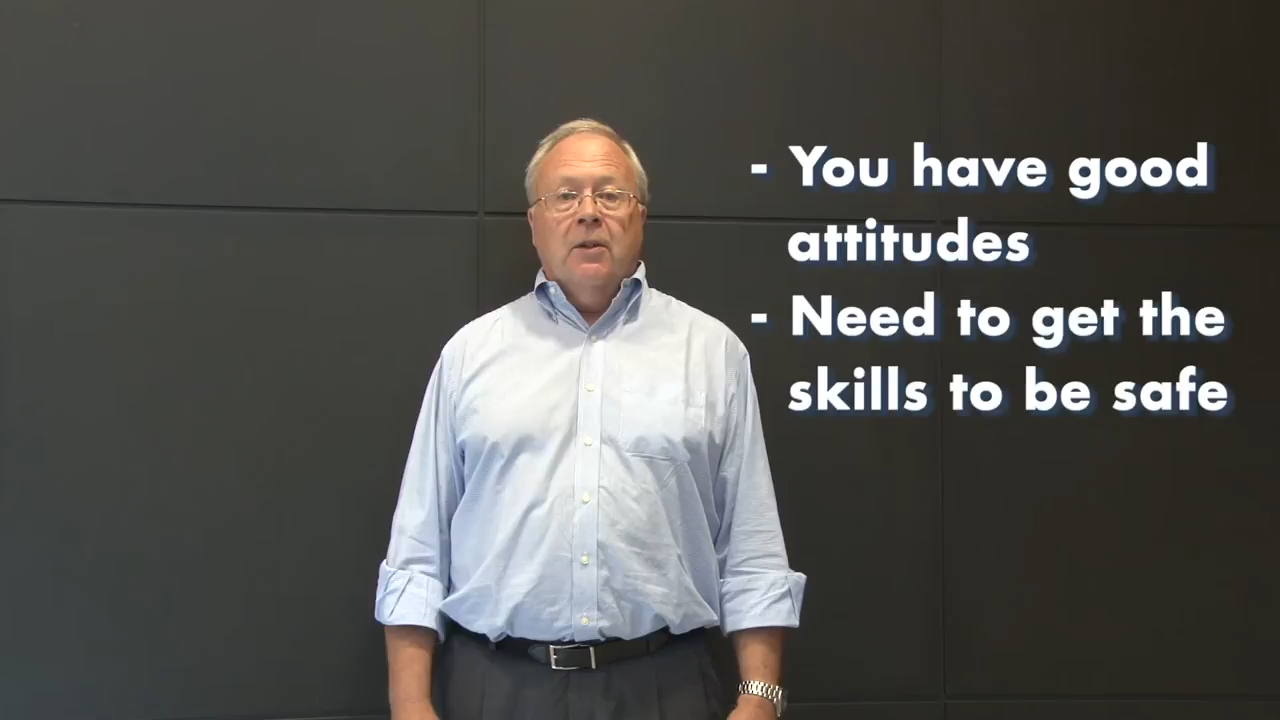 - You have good
attitudes
- Need to get the
skills to be safe